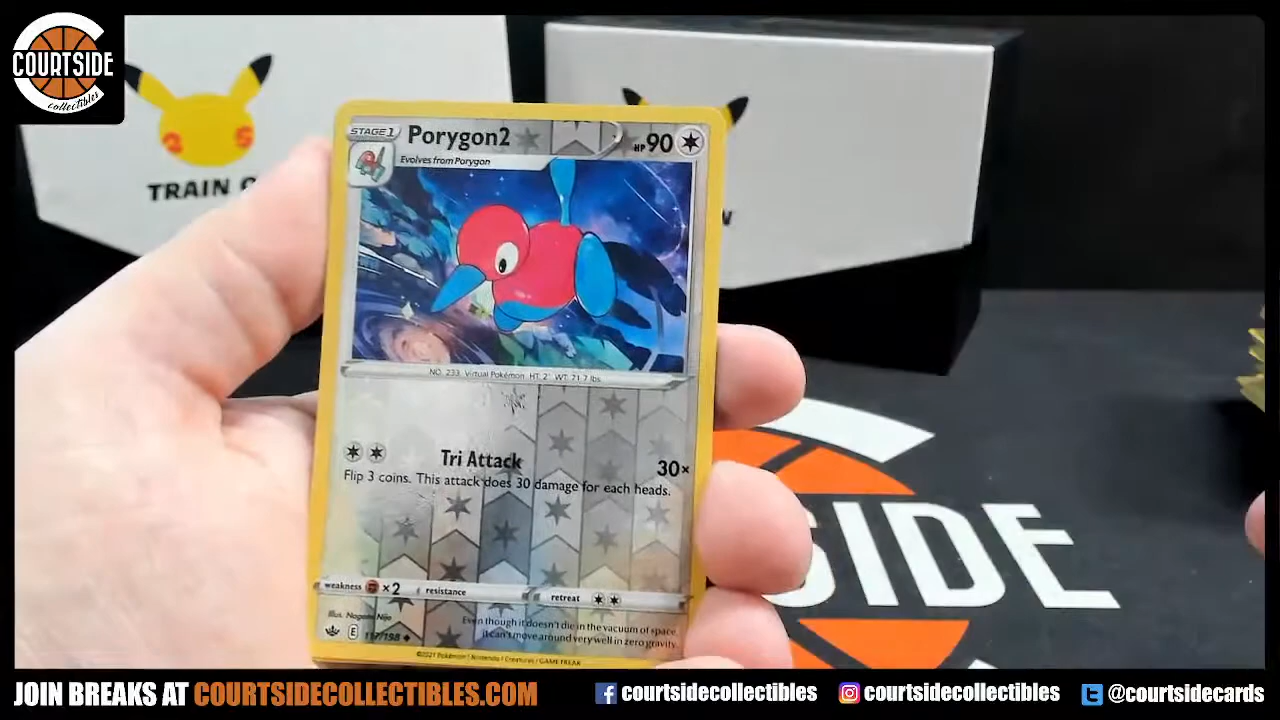 COURTSIDE
collectibles
TRAIN
STAGE 1
Porygon2
HP 90
Evolves from Porygon
NO. 233 Virtual Pokémon HT: 2' WT: 71.7 lbs.
Tri Attack 30×
Flip 3 coins. This attack does 30 damage for each heads.
weakness ×2 resistance retreat
Illus. Nagomi Nijo
E 117/198
Even though it doesn't die in the vacuum of space,
it can't move around very well in zero gravity.
©2021 Pokémon / Nintendo / Creatures / GAME FREAK
SIDE
JOIN BREAKS AT COURTSIDECOLLECTIBLES.COM
courtsidecollectibles
courtsidecollectibles
@courtsidecards